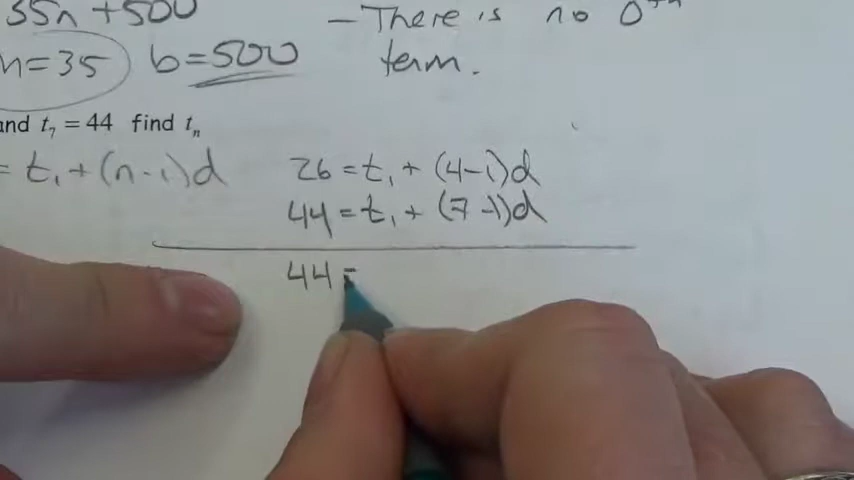 35n + 500
- There is no 0th
m = 35 b = 500
term.
and t₇ = 44 find tₙ
= t₁ + (n - 1)d
26 = t₁ + (4 - 1)d
44 = t₁ + (7 - 1)d
44 =